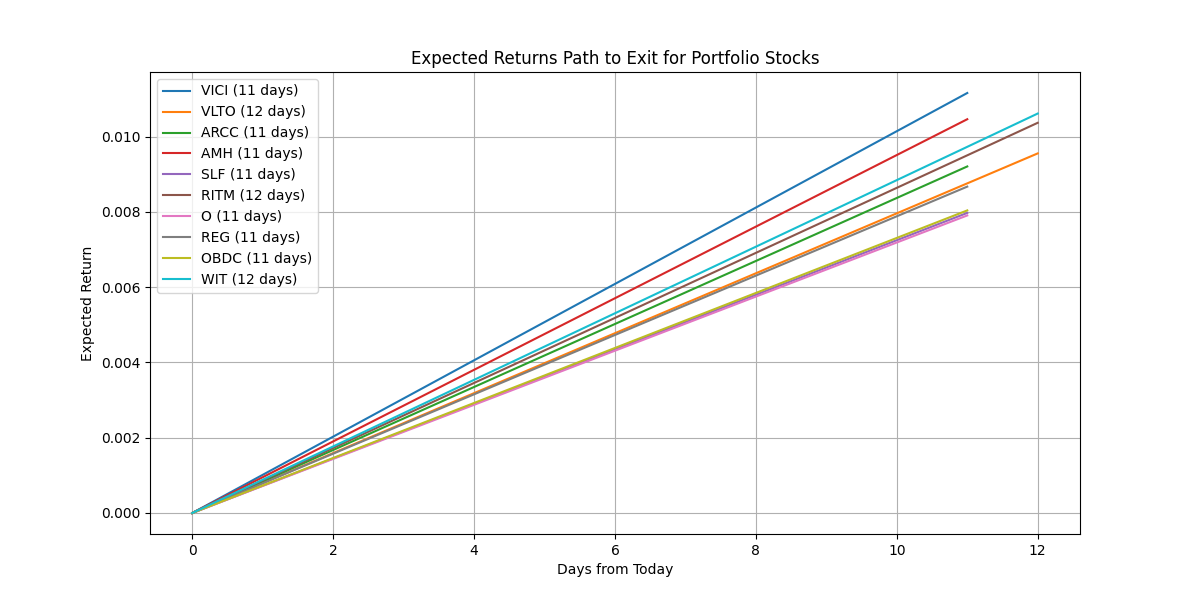 Expected Returns Path to Exit for Portfolio Stocks
VICI (11 days)
VLTO (12 days)
ARCC (11 days)
AMH (11 days)
SLF (11 days)
RITM (12 days)
O (11 days)
REG (11 days)
OBDC (11 days)
WIT (12 days)
Expected Return
0.010
0.008
0.006
0.004
0.002
0.000
0
2
4
6
8
10
12
Days from Today